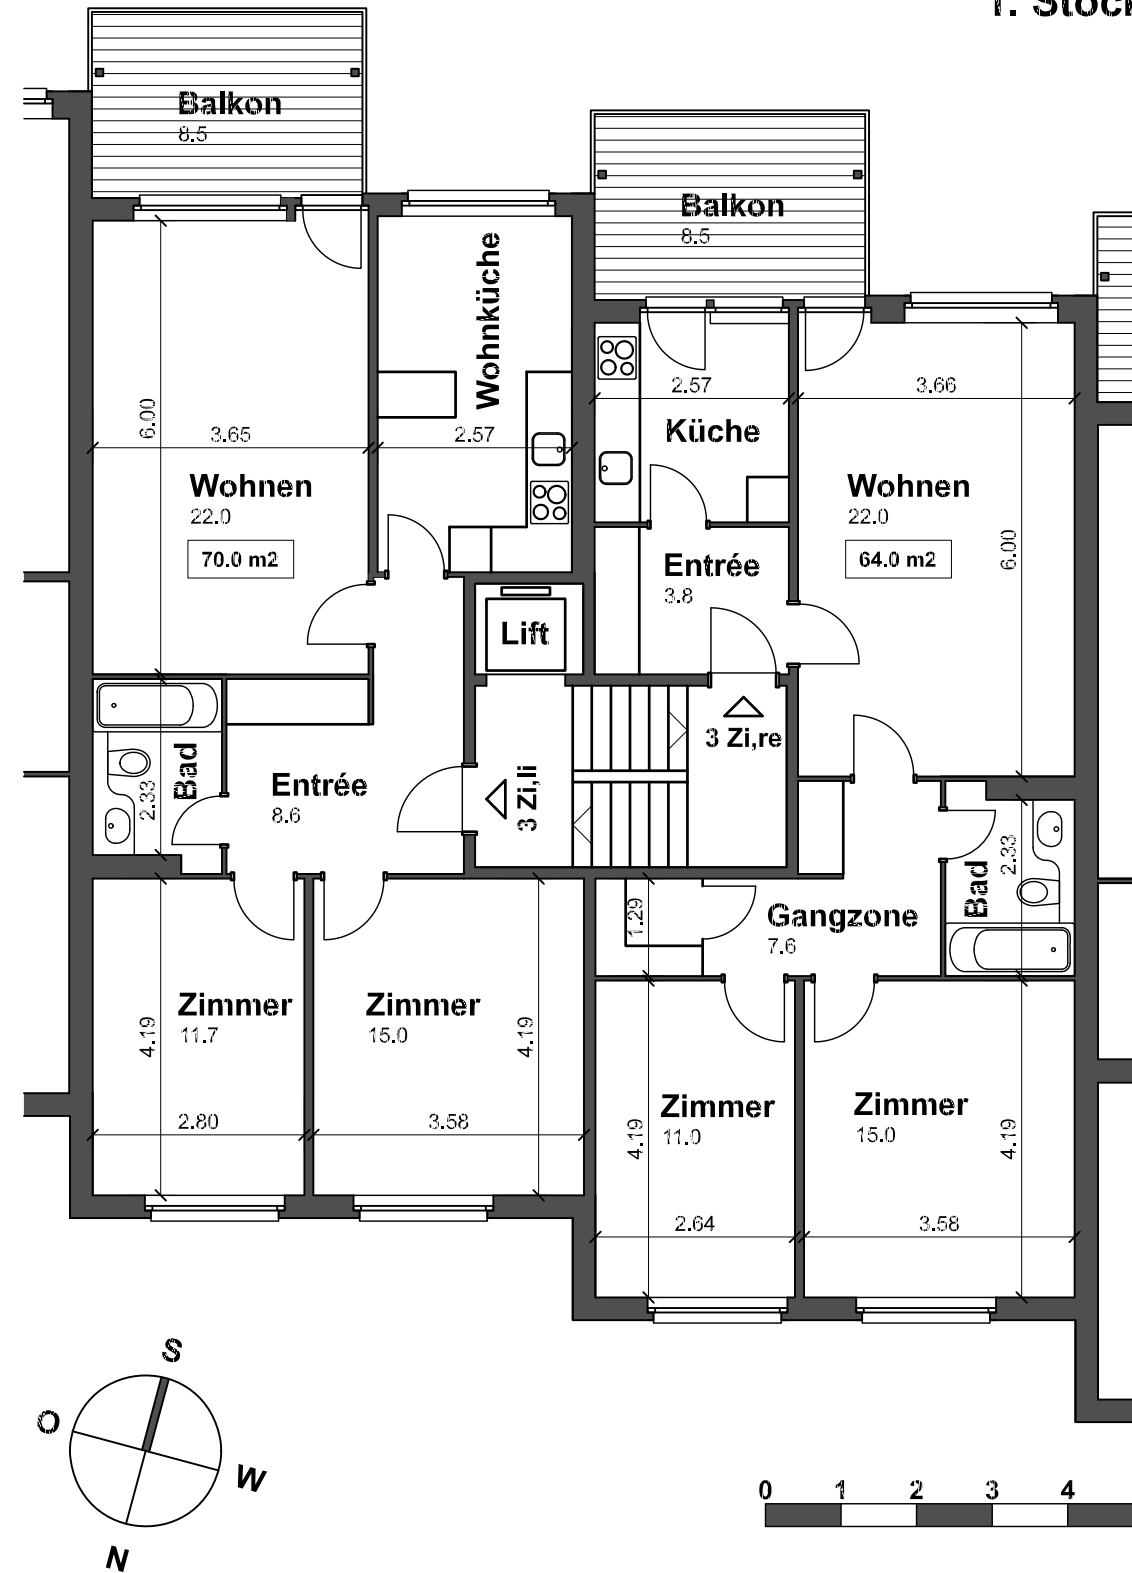 1. Stock
Balkon
8.5
Balkon
8.5
Wohnküche
2.57
3.66
6.00
3.65
2.57
Küche
Wohnen
22.0
70.0 m2
Wohnen
22.0
64.0 m2
6.00
Entrée
3.8
Lift
3 Zi,re
3 Zi,li
Bad
2.33
Entrée
8.6
2.33
Bad
1.29
Gangzone
7.6
Zimmer
11.7
Zimmer
15.0
4.19
4.19
2.80
3.58
Zimmer
11.0
Zimmer
15.0
4.19
4.19
2.64
3.58
S
O
W
N
0 1 2 3 4